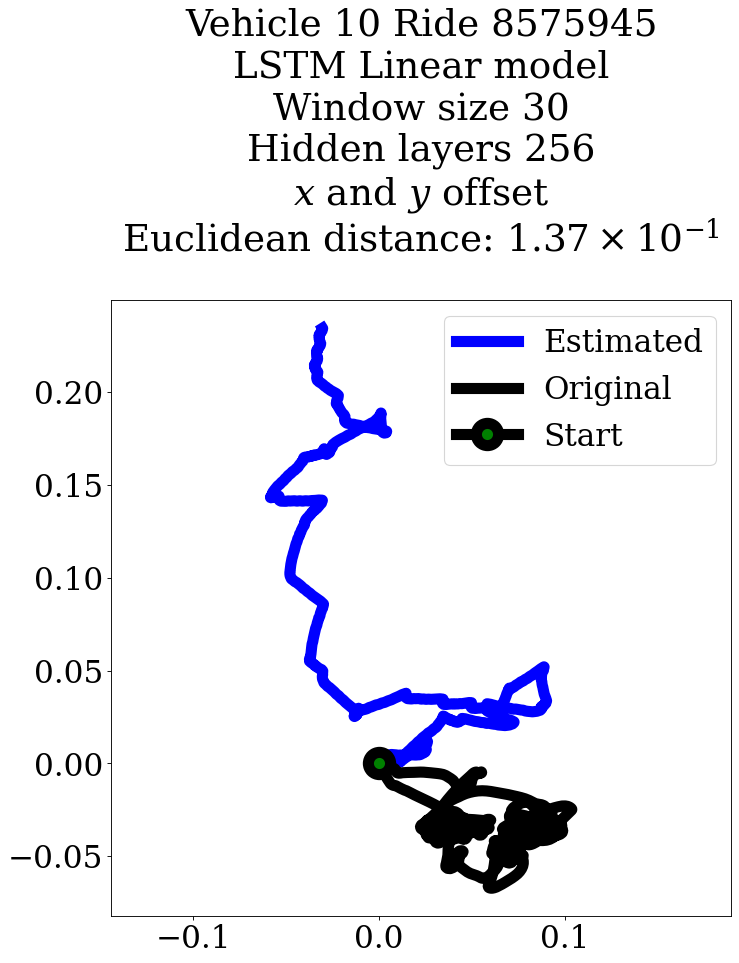 Vehicle 10 Ride 8575945
LSTM Linear model
Window size 30
Hidden layers 256
x and y offset
Euclidean distance: 1.37 × 10⁻¹
Estimated
Original
Start
0.20
0.15
0.10
0.05
0.00
−0.05
−0.1
0.0
0.1